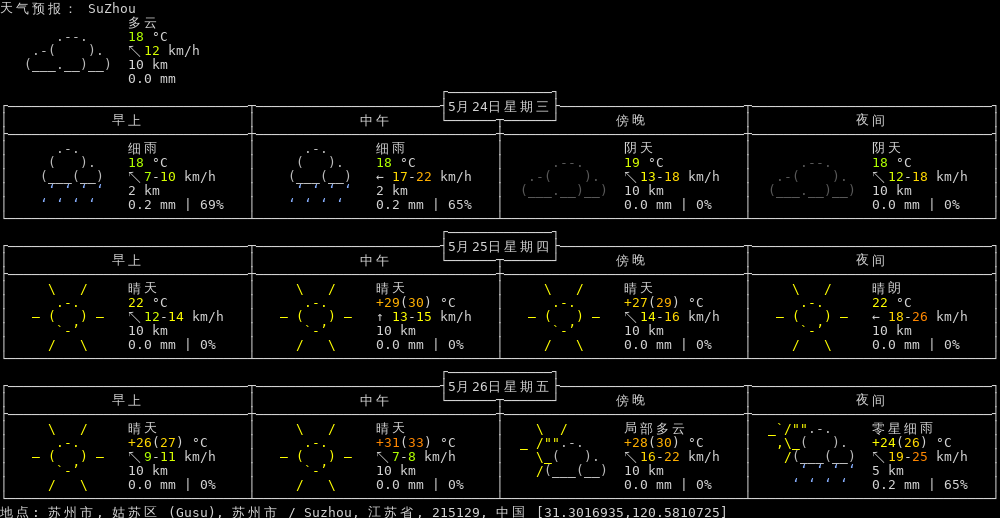 天气预报: SuZhou
多云
18 °C
↖12 km/h
10 km
0.0 mm
5月24日星期三
早上 中午 傍晚 夜间
细雨 细雨 阴天 阴天
18 °C 18 °C 19 °C 18 °C
↖7-10 km/h ← 17-22 km/h ↖13-18 km/h ↖12-18 km/h
2 km 2 km 10 km 10 km
0.2 mm | 69% 0.2 mm | 65% 0.0 mm | 0% 0.0 mm | 0%
5月25日星期四
早上 中午 傍晚 夜间
晴天 晴天 晴天 晴朗
22 °C +29(30) °C +27(29) °C 22 °C
↖12-14 km/h ↑ 13-15 km/h ↖14-16 km/h ← 18-26 km/h
10 km 10 km 10 km 10 km
0.0 mm | 0% 0.0 mm | 0% 0.0 mm | 0% 0.0 mm | 0%
5月26日星期五
早上 中午 傍晚 夜间
晴天 晴天 局部多云 零星细雨
+26(27) °C +31(33) °C +28(30) °C +24(26) °C
↖9-11 km/h ↖7-8 km/h ↖16-22 km/h ↖19-25 km/h
10 km 10 km 10 km 5 km
0.0 mm | 0% 0.0 mm | 0% 0.0 mm | 0% 0.2 mm | 65%
地点: 苏州市, 姑苏区 (Gusu), 苏州市 / Suzhou, 江苏省, 215129, 中国 [31.3016935,120.5810725]